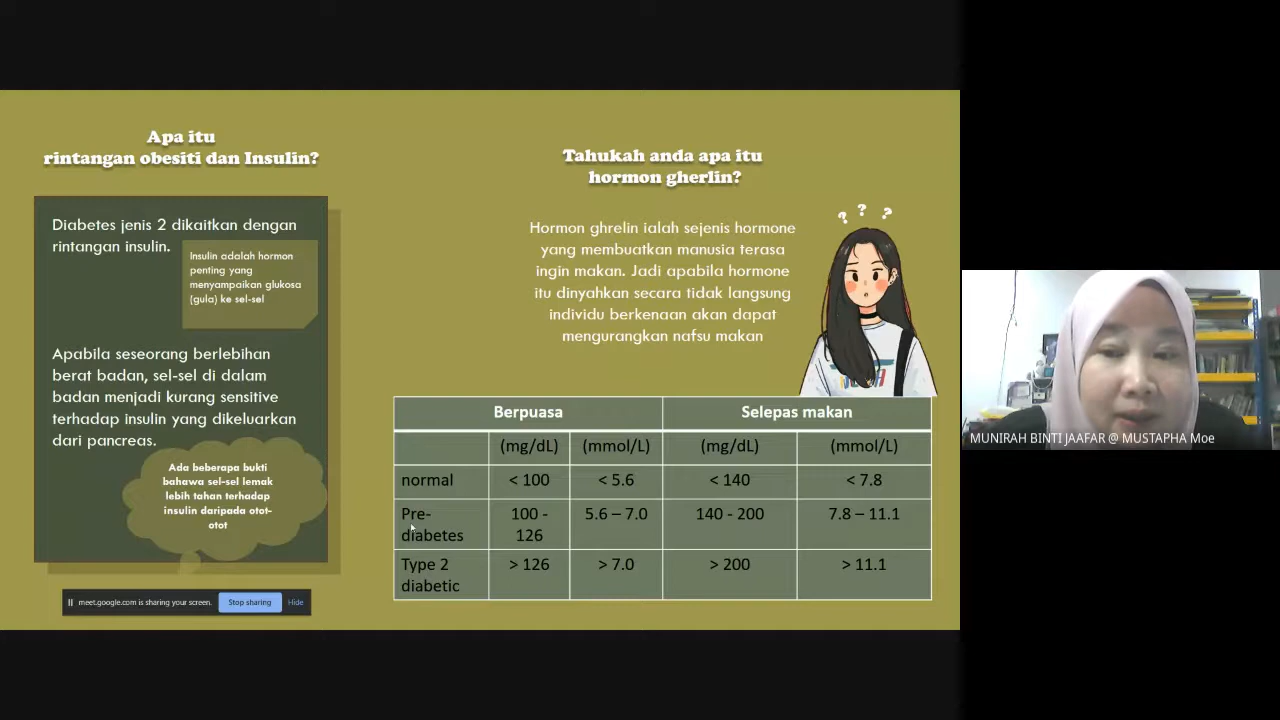 Apa itu
rintangan obesiti dan Insulin?
Diabetes jenis 2 dikaitkan dengan
rintangan insulin.
Insulin adalah hormon
penting yang
menyampaikan glukosa
(gula) ke sel-sel
Apabila seseorang berlebihan
berat badan, sel-sel di dalam
badan menjadi kurang sensitive
terhadap insulin yang dikeluarkan
dari pancreas.
Ada beberapa bukti
bahawa sel-sel lemak
lebih tahan terhadap
insulin daripada otot-
otot
meet.google.com is sharing your screen.
Stop sharing
Hide
Tahukah anda apa itu
hormon gherlin?
? ? ?
Hormon ghrelin ialah sejenis hormone
yang membuatkan manusia terasa
ingin makan. Jadi apabila hormone
itu dinyahkan secara tidak langsung
individu berkenaan akan dapat
mengurangkan nafsu makan
Berpuasa Selepas makan
(mg/dL) (mmol/L) (mg/dL) (mmol/L)
normal < 100 < 5.6 < 140 < 7.8
Pre- 100 - 5.6 – 7.0 140 - 200 7.8 – 11.1
diabetes 126
Type 2 > 126 > 7.0 > 200 > 11.1
diabetic
MUNIRAH BINTI JAAFAR @ MUSTAPHA Moe